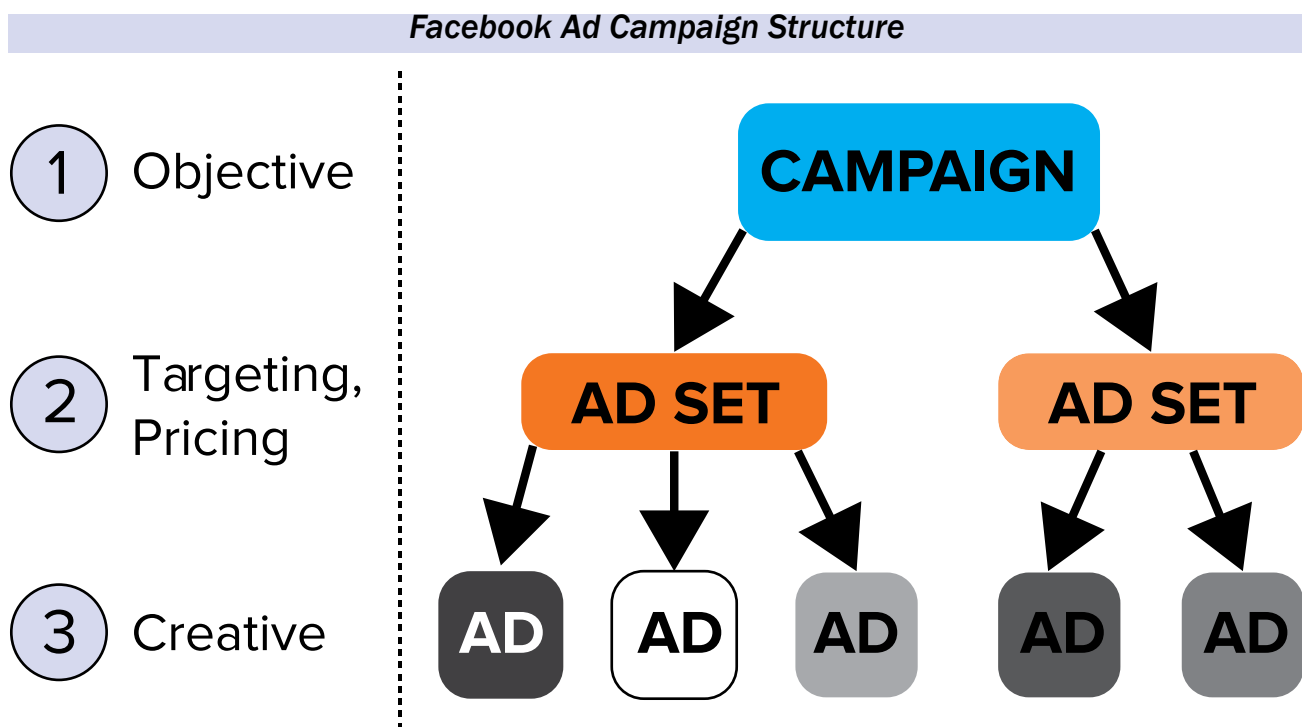 Facebook Ad Campaign Structure
1 Objective
CAMPAIGN
2 Targeting,
Pricing
AD SET AD SET
3 Creative
AD AD AD AD AD